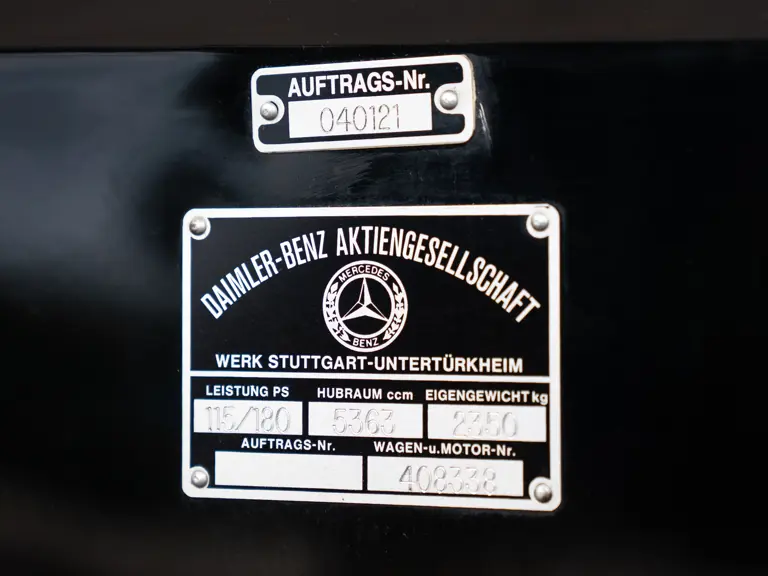 AUFTRAGS-Nr.
040121
DAIMLER-BENZ AKTIENGESELLSCHAFT
MERCEDES
BENZ
WERK STUTTGART-UNTERTÜRKHEIM
LEISTUNG PS HUBRAUM ccm EIGENGEWICHT kg
115/180 5363 2350
AUFTRAGS-Nr. WAGEN-u.MOTOR-Nr.
408338